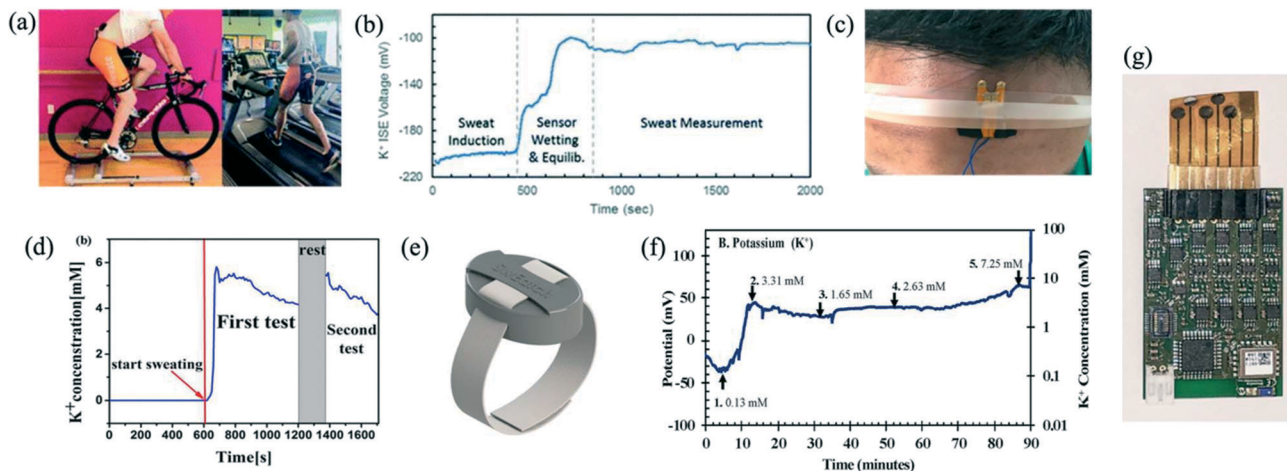 (a)
(b)
K⁺ ISE Voltage (mV)
-100
-140
-180
-220
Sweat
Induction
Sensor
Wetting
& Equilib.
Sweat Measurement
0
500
1000
1500
2000
Time (sec)
(c)
(g)
(d)
(b)
K⁺concenstration[mM]
6
4
2
0
rest
First test
Second
test
start sweating
0
200
400
600
800
1000
1200
1400
1600
Time[s]
(e)
(f)
B. Potassium (K⁺)
Potential (mV)
100
50
0
-50
-100
1. 0.13 mM
2. 3.31 mM
3. 1.65 mM
4. 2.63 mM
5. 7.25 mM
100
10
1
0.1
0.01
K⁺ Concentration (mM)
0
10
20
30
40
50
60
70
80
90
Time (minutes)